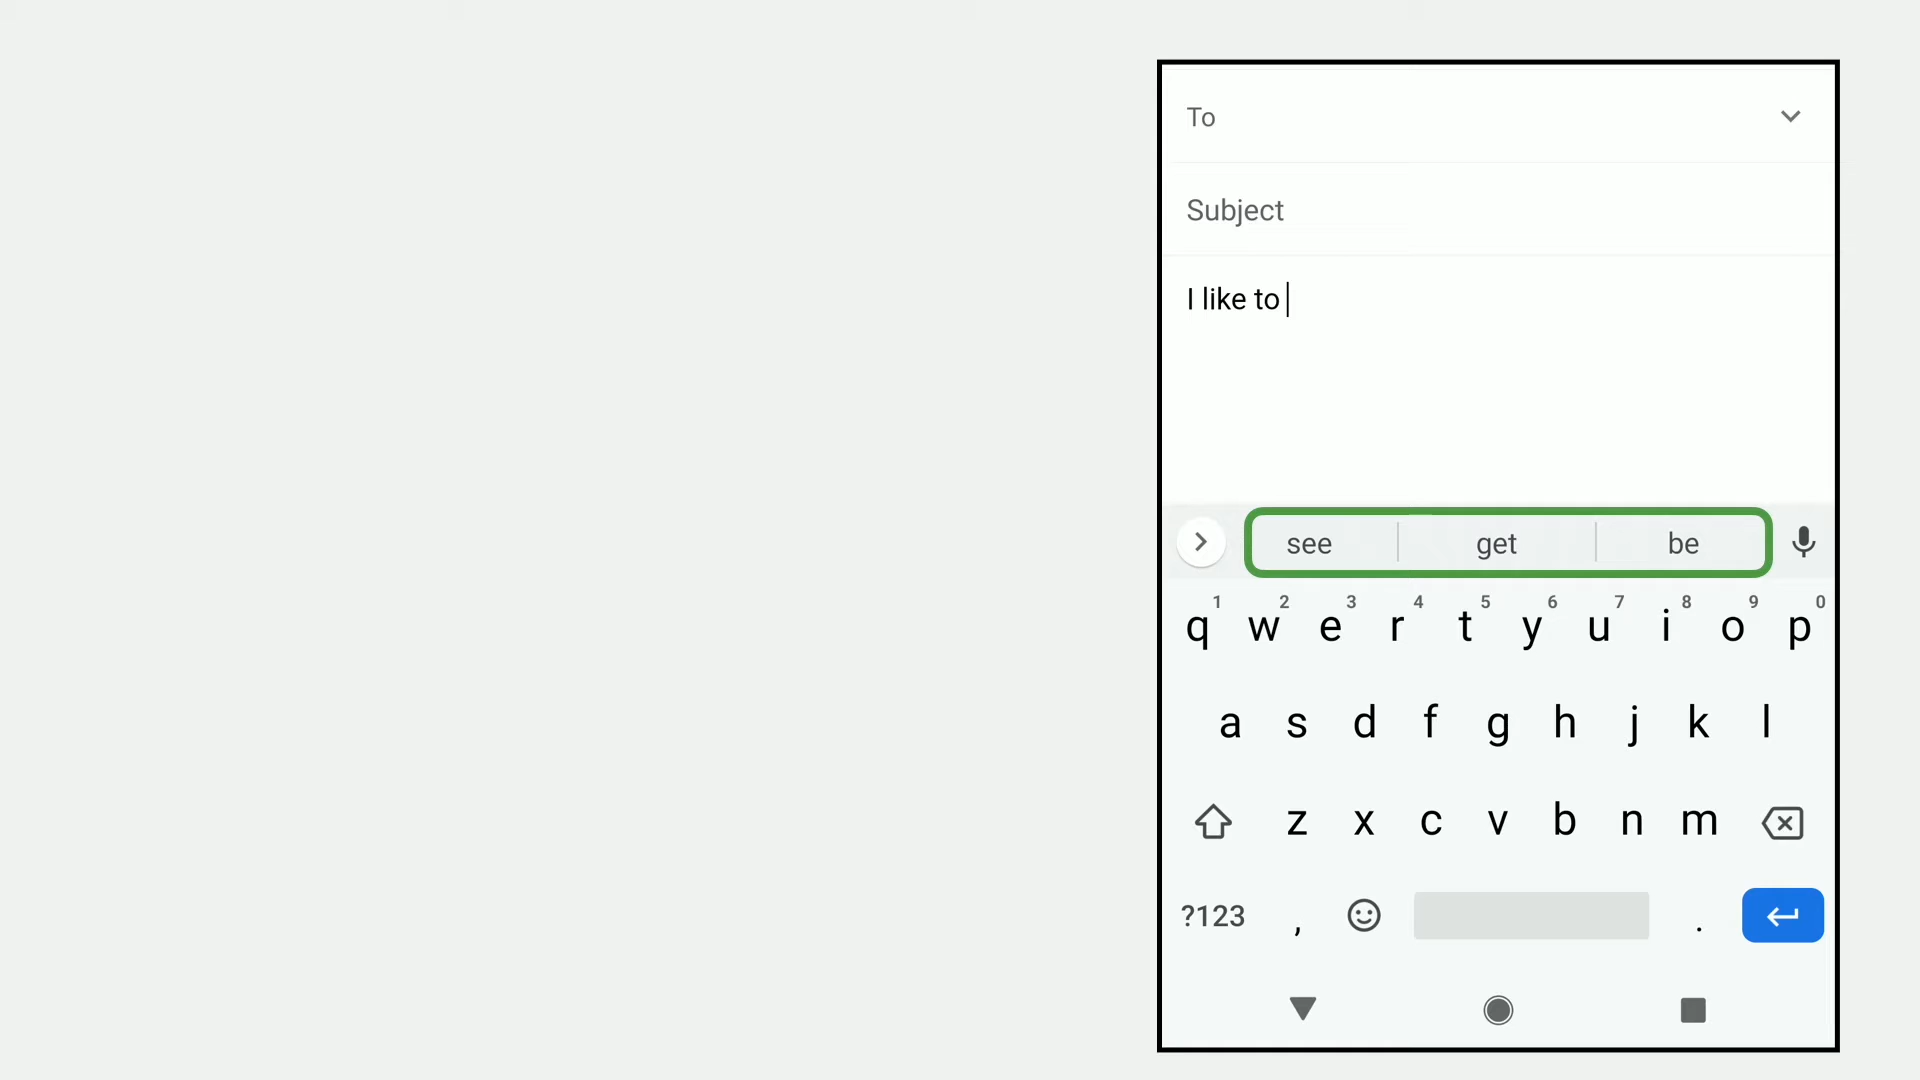 To
Subject
I like to
see get be
1 2 3 4 5 6 7 8 9 0
q w e r t y u i o p
a s d f g h j k l
z x c v b n m
?123 , .